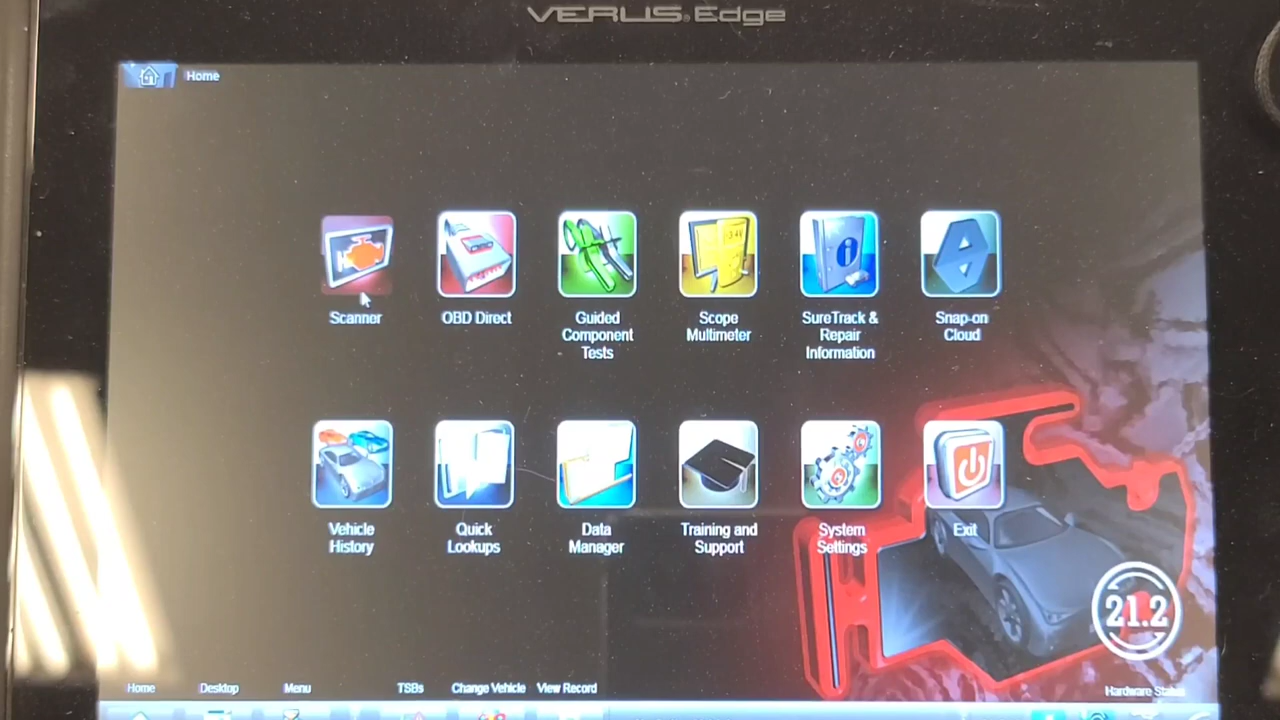 VERUS® Edge
Home
Scanner
OBD Direct
Guided
Component
Tests
Scope
Multimeter
SureTrack &
Repair
Information
Snap-on
Cloud
Vehicle
History
Quick
Lookups
Data
Manager
Training and
Support
System
Settings
Exit
21.2
Home
Desktop
Menu
TSBs
Change Vehicle
View Record
Hardware Status